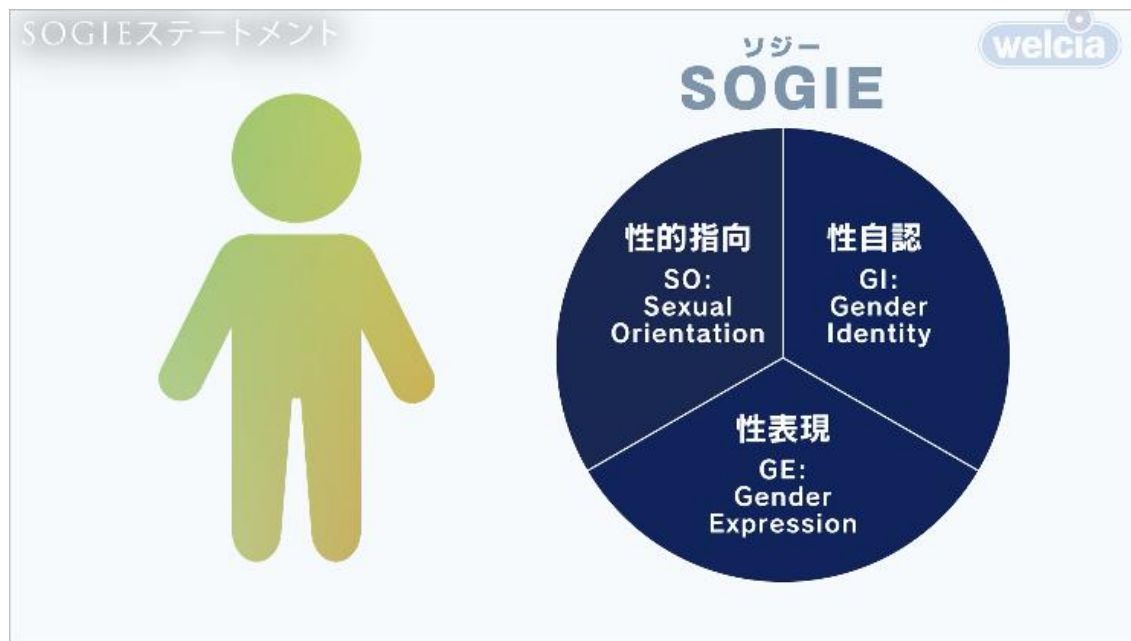 SOGIEステートメント
welcia
ソジー
SOGIE
性的指向
SO:
Sexual
Orientation
性自認
GI:
Gender
Identity
性表現
GE:
Gender
Expression